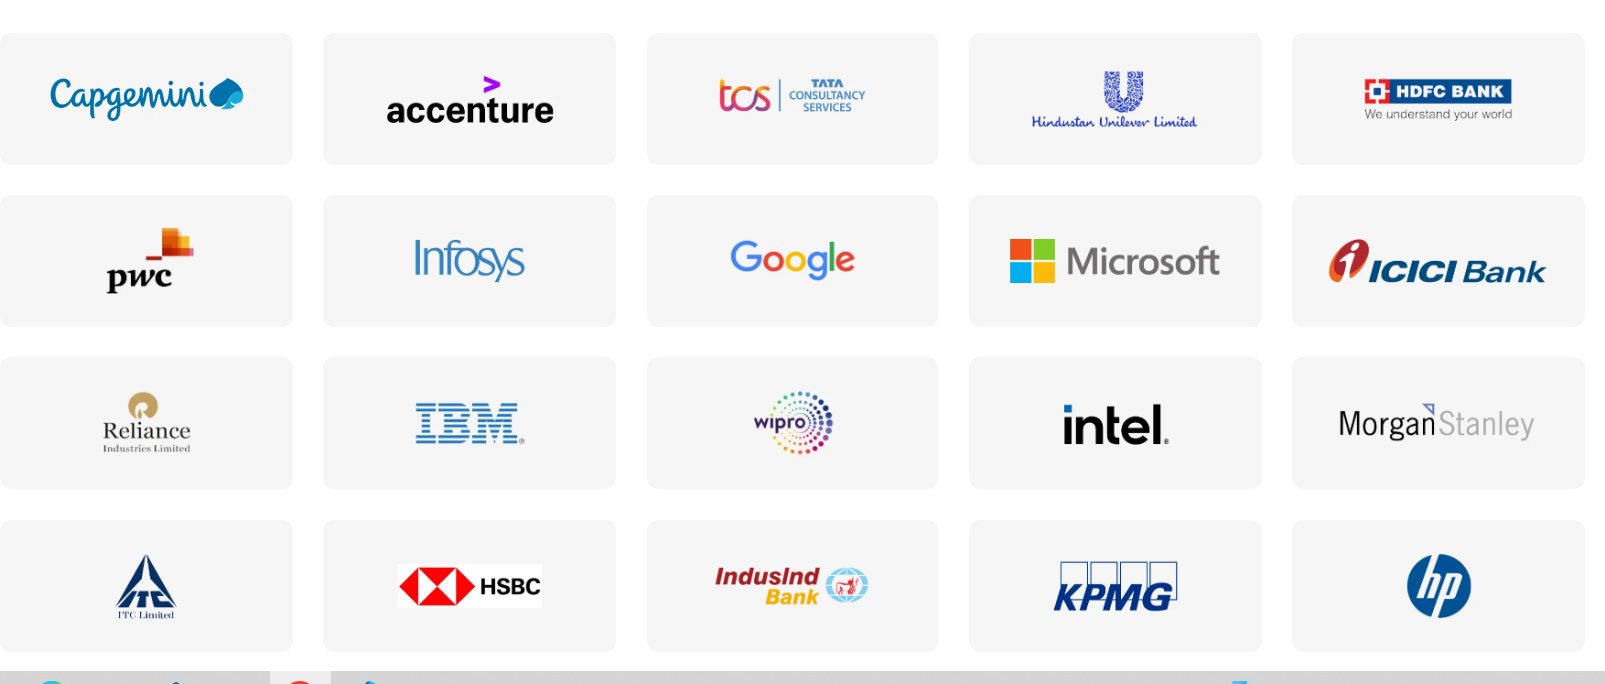 Capgemini
accenture
tcs TATA
CONSULTANCY
SERVICES
U
Hindustan Unilever Limited
HDFC BANK
We understand your world
pwc
Infosys
Google
Microsoft
i ICICI Bank
Reliance
Industries Limited
IBM®
wipro
intel®
Morgan Stanley
ITC
ITC Limited
HSBC
IndusInd
Bank
KPMG
hp